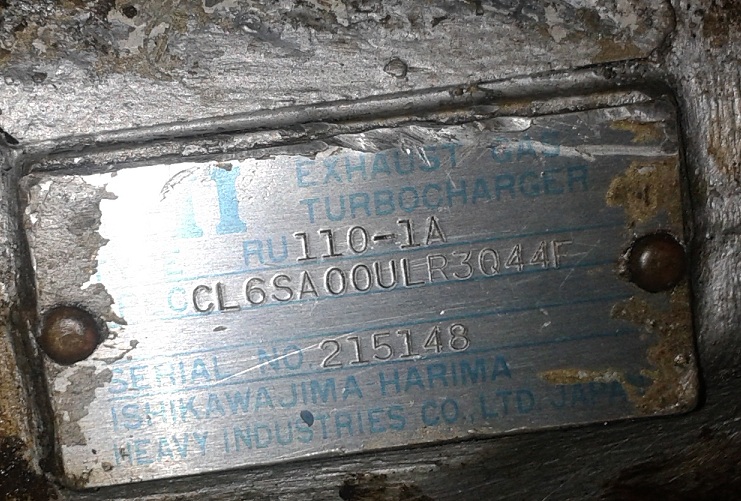 EXHAUST GAS
TURBOCHARGER
RU110-1A
CL6SA00ULR3Q44F
SERIAL NO. 215148
ISHIKAWAJIMA-HARIMA
HEAVY INDUSTRIES CO., LTD. JAPAN